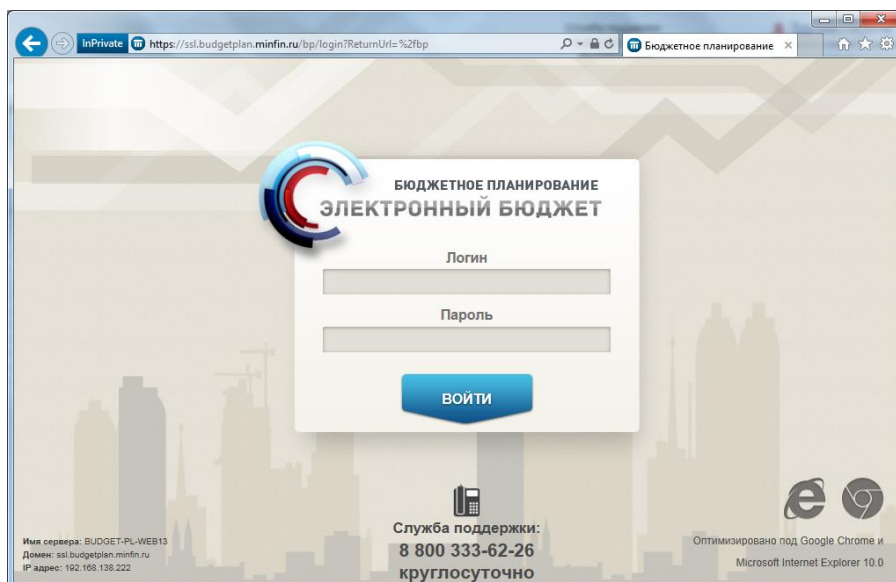 InPrivate https://ssl.budgetplan.minfin.ru/bp/login?ReturnUrl=%2fbp Бюджетное планирование
БЮДЖЕТНОЕ ПЛАНИРОВАНИЕ
ЭЛЕКТРОННЫЙ БЮДЖЕТ
Логин
Пароль
ВОЙТИ
Служба поддержки:
8 800 333-62-26
круглосуточно
Имя сервера: BUDGET-PL-WEB13
Домен: ssl.budgetplan.minfin.ru
IP адрес: 192.168.138.222
Оптимизировано под Google Chrome и
Microsoft Internet Explorer 10.0